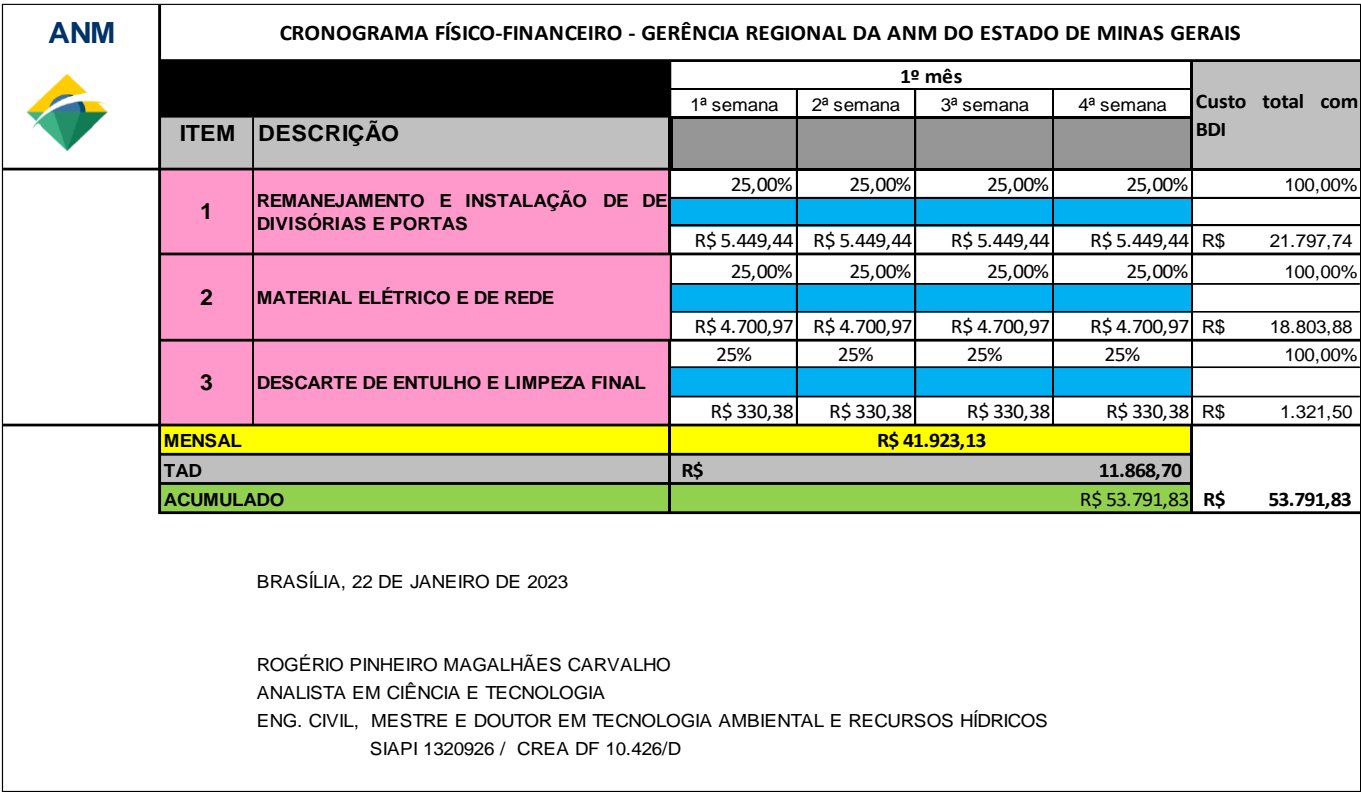 ANM
CRONOGRAMA FÍSICO-FINANCEIRO - GERÊNCIA REGIONAL DA ANM DO ESTADO DE MINAS GERAIS
1º mês
1ª semana 2ª semana 3ª semana 4ª semana
Custo total com
BDI
ITEM DESCRIÇÃO
25,00% 25,00% 25,00% 25,00% 100,00%
1
REMANEJAMENTO E INSTALAÇÃO DE DE
DIVISÓRIAS E PORTAS
R$ 5.449,44 R$ 5.449,44 R$ 5.449,44 R$ 5.449,44 R$ 21.797,74
25,00% 25,00% 25,00% 25,00% 100,00%
2 MATERIAL ELÉTRICO E DE REDE
R$ 4.700,97 R$ 4.700,97 R$ 4.700,97 R$ 4.700,97 R$ 18.803,88
25% 25% 25% 25% 100,00%
3 DESCARTE DE ENTULHO E LIMPEZA FINAL
R$ 330,38 R$ 330,38 R$ 330,38 R$ 330,38 R$ 1.321,50
MENSAL R$ 41.923,13
TAD R$ 11.868,70
ACUMULADO R$ 53.791,83 R$ 53.791,83
BRASÍLIA, 22 DE JANEIRO DE 2023
ROGÉRIO PINHEIRO MAGALHÃES CARVALHO
ANALISTA EM CIÊNCIA E TECNOLOGIA
ENG. CIVIL, MESTRE E DOUTOR EM TECNOLOGIA AMBIENTAL E RECURSOS HÍDRICOS
SIAPI 1320926 / CREA DF 10.426/D